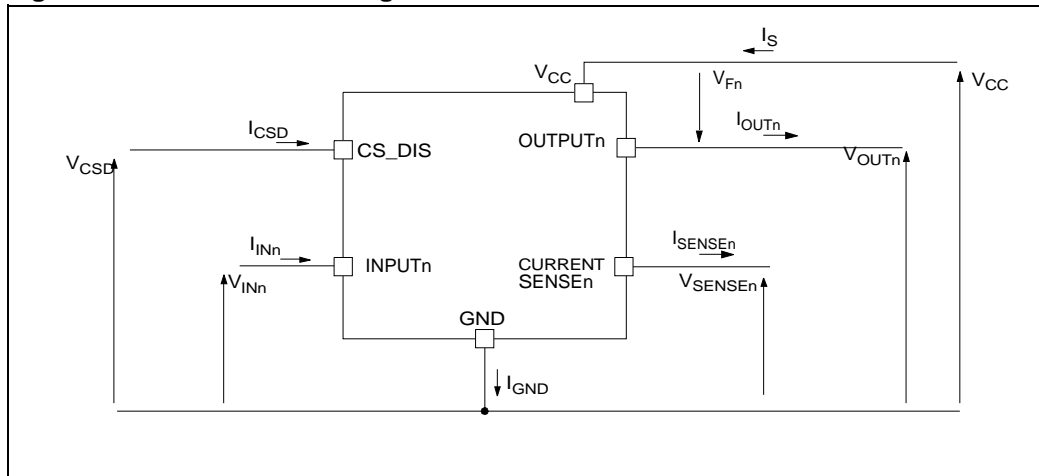 I_S
V_CC
V_Fn
V_CC
I_CSD
CS_DIS
OUTPUTn
I_OUTn
V_CSD
V_OUTn
I_INn
INPUTn
CURRENT
SENSEn
I_SENSEn
V_INn
V_SENSEn
GND
I_GND